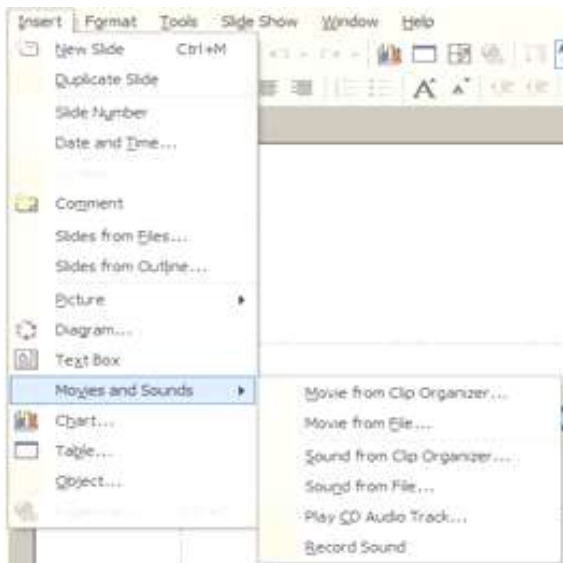 Insert Format Tools Slide Show Window Help
New Slide Ctrl+M
Duplicate Slide
Slide Number
Date and Time...
Comment
Slides from Files...
Slides from Outline...
Picture
Diagram...
Text Box
Movies and Sounds
Chart...
Table...
Object...
Movie from Clip Organizer...
Movie from File...
Sound from Clip Organizer...
Sound from File...
Play CD Audio Track...
Record Sound